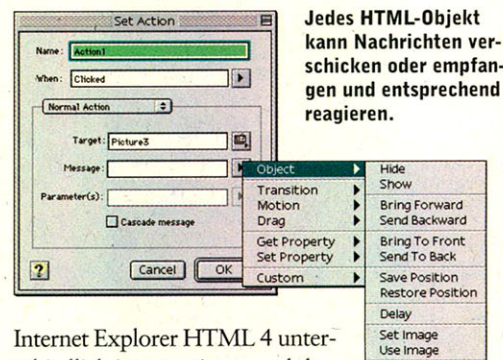 Set Action
Name: Action1
When: Clicked
Normal Action
Target: Picture3
Message:
Parameter(s):
Cascade message
?
Cancel
OK
Object
Transition
Motion
Drag
Get Property
Set Property
Custom
Hide
Show
Bring Forward
Send Backward
Bring To Front
Send To Back
Save Position
Restore Position
Delay
Set Image
Use Image
Jedes HTML-Objekt
kann Nachrichten ver-
schicken oder empfan-
gen und entsprechend
reagieren.
Internet Explorer HTML 4 unter-